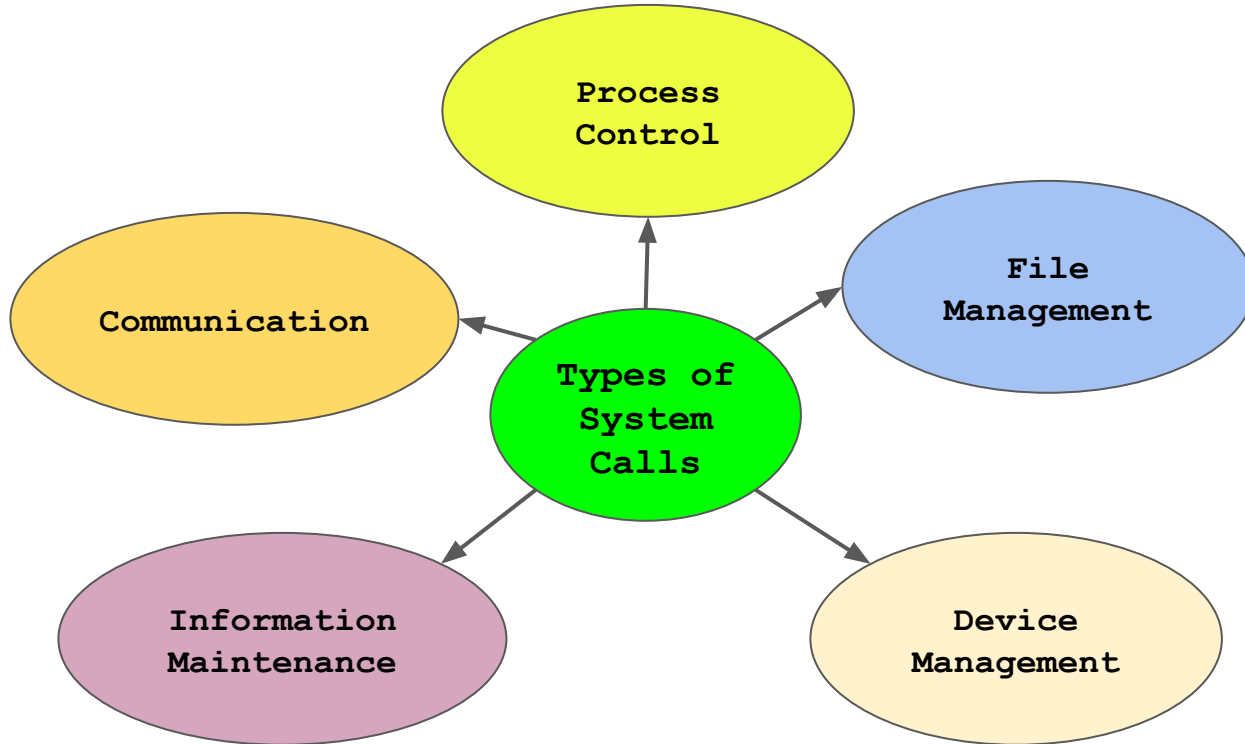 Process
Control
File
Management
Communication
Types of
System
Calls
Information
Maintenance
Device
Management